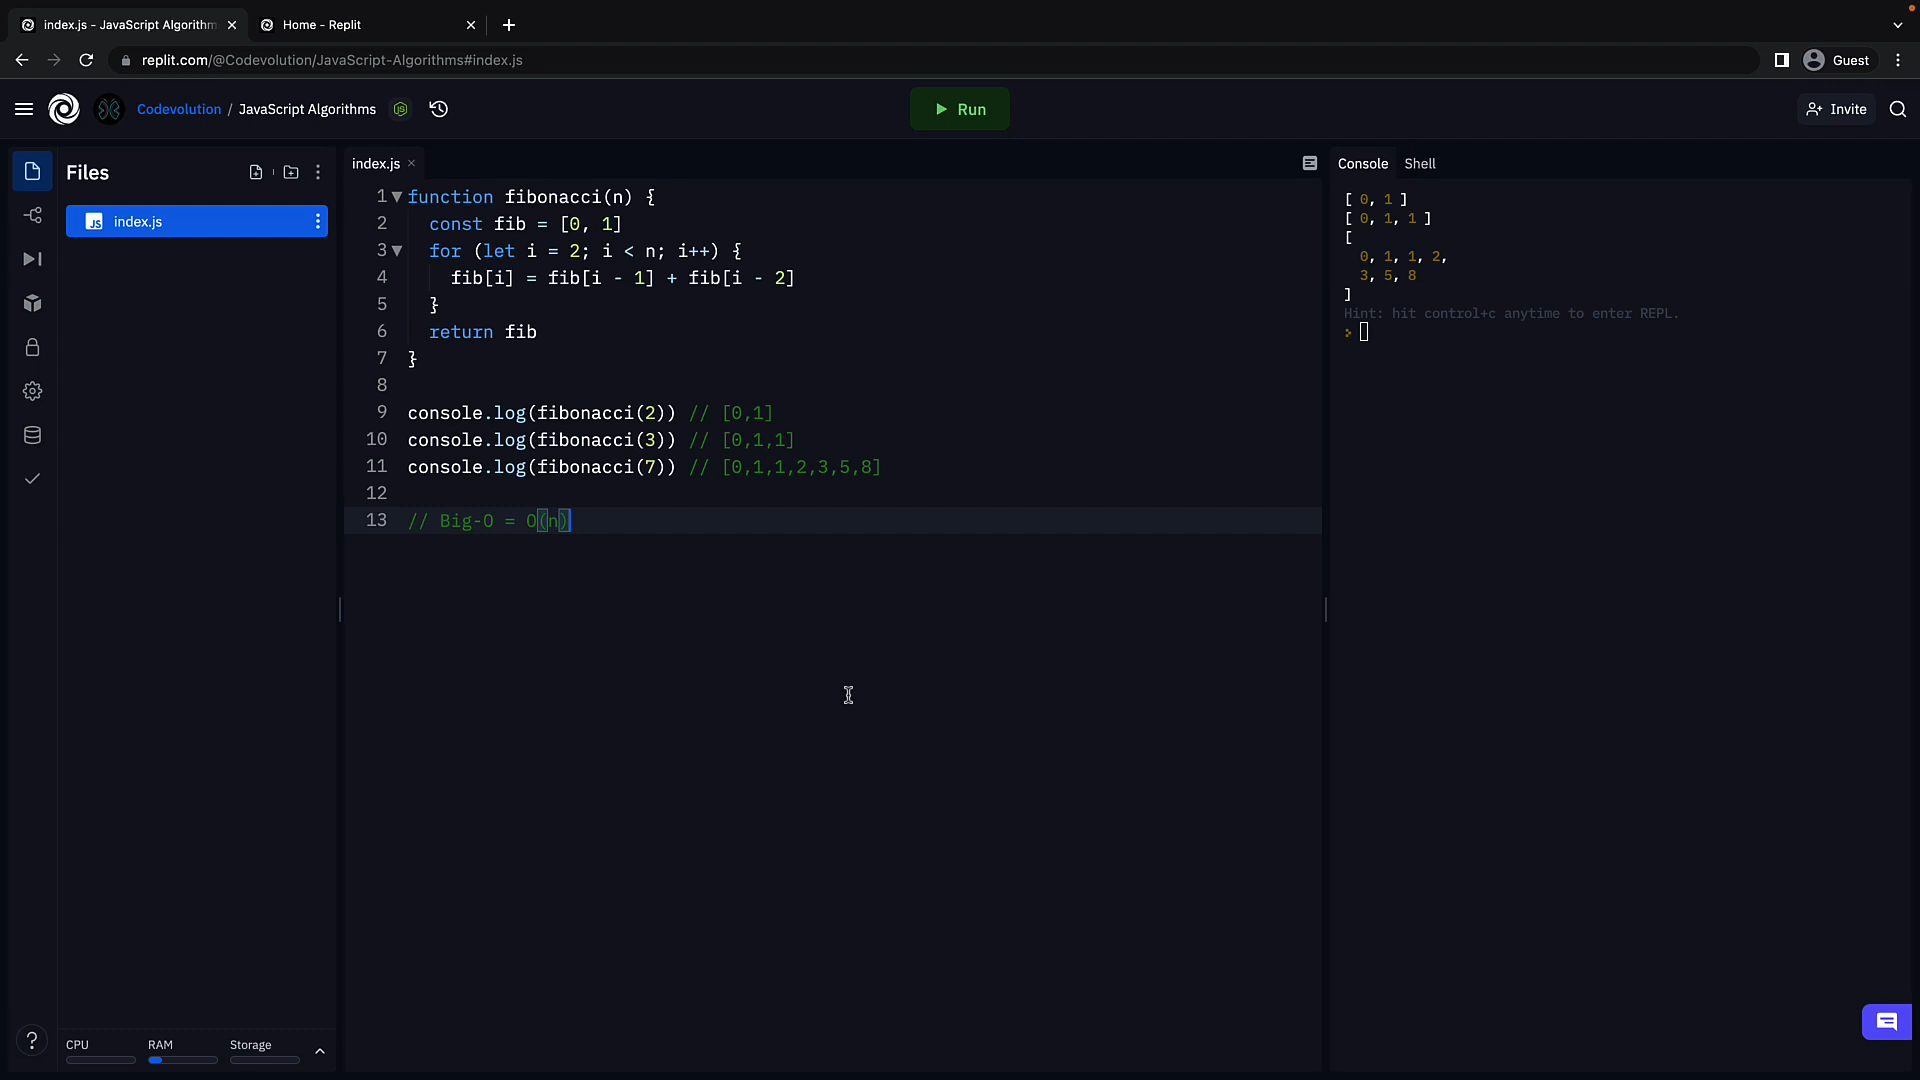 index.js - JavaScript Algorithm
Home - Replit
replit.com/@Codevolution/JavaScript-Algorithms#index.js
Guest
Codevolution / JavaScript Algorithms
Run
Invite
Files
index.js
index.js
1 function fibonacci(n) {
2 const fib = [0, 1]
3 for (let i = 2; i < n; i++) {
4 fib[i] = fib[i - 1] + fib[i - 2]
5 }
6 return fib
7 }
8
9 console.log(fibonacci(2)) // [0,1]
10 console.log(fibonacci(3)) // [0,1,1]
11 console.log(fibonacci(7)) // [0,1,1,2,3,5,8]
12
13 // Big-O = O(n)
Console Shell
[ 0, 1 ]
[ 0, 1, 1 ]
[
0, 1, 1, 2,
3, 5, 8
]
Hint: hit control+c anytime to enter REPL.
CPU RAM Storage